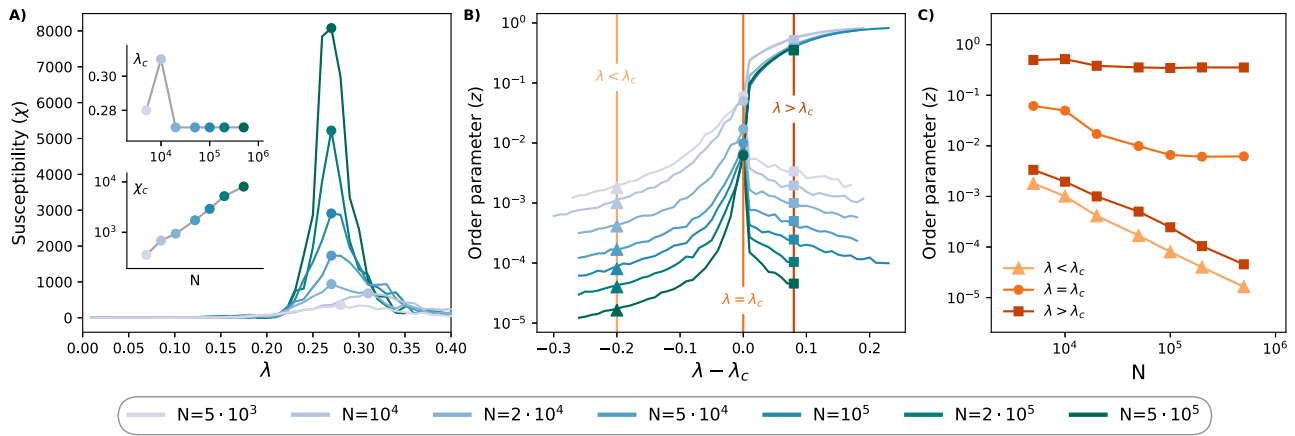 A)
8000
7000
6000
5000
4000
3000
2000
1000
0
Susceptibility (χ)
λc
0.30
0.28
10⁴
10⁵
10⁶
χc
10⁴
10³
N
0.00
0.05
0.10
0.15
0.20
0.25
0.30
0.35
0.40
λ
B)
10⁰
10⁻¹
10⁻²
10⁻³
10⁻⁴
10⁻⁵
Order parameter (z)
λ < λc
λ > λc
λ = λc
−0.3
−0.2
−0.1
0.0
0.1
0.2
λ − λc
C)
10⁰
10⁻¹
10⁻²
10⁻³
10⁻⁴
10⁻⁵
Order parameter (z)
λ < λc
λ = λc
λ > λc
10⁴
10⁵
10⁶
N
N=5 · 10³
N=10⁴
N=2 · 10⁴
N=5 · 10⁴
N=10⁵
N=2 · 10⁵
N=5 · 10⁵